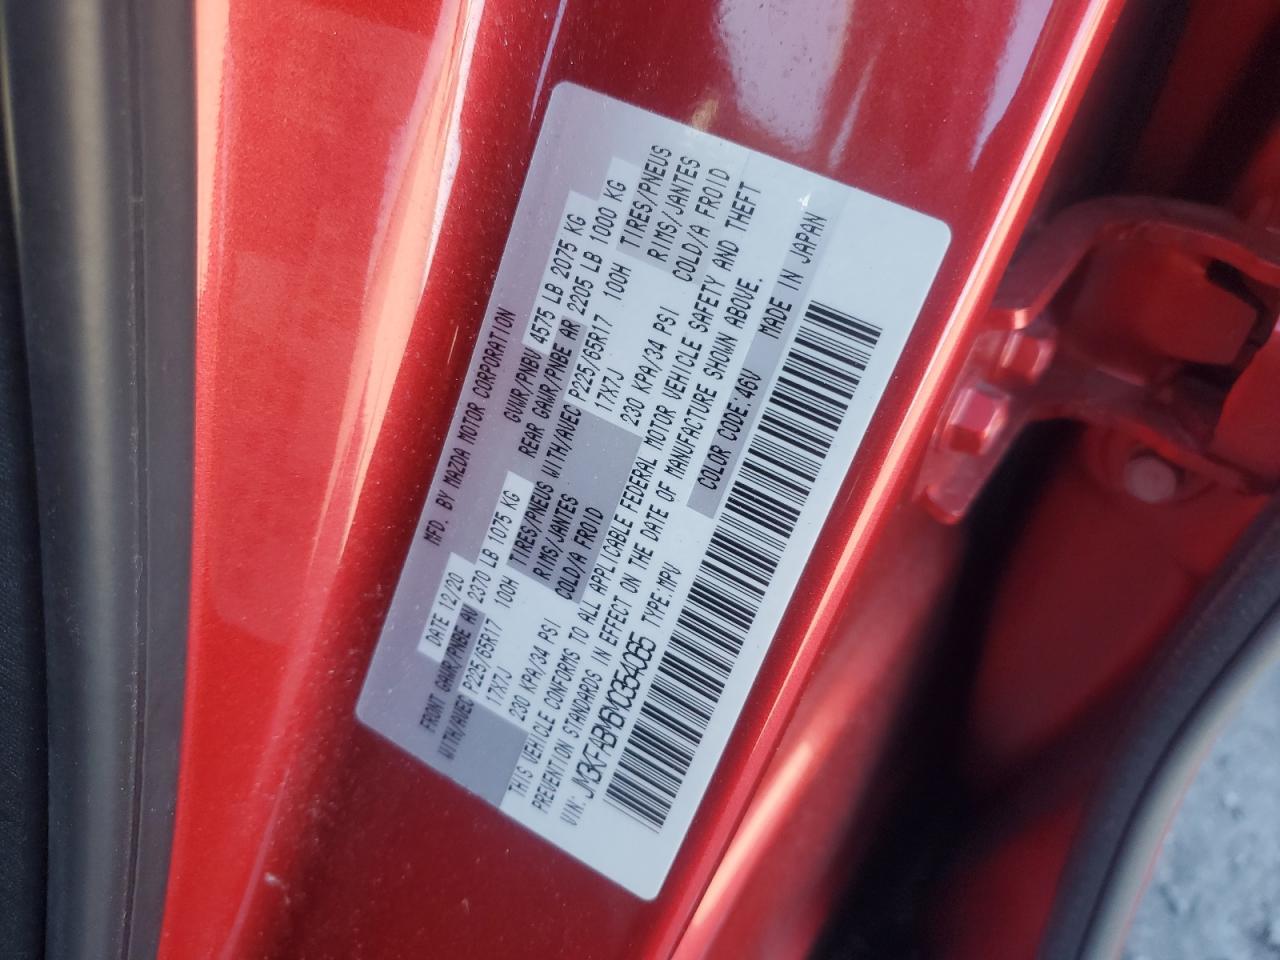 MFD. BY MAZDA MOTOR CORPORATION
DATE 12/20 GVWR/PNBV 4575 LB 2075 KG
FRONT GAWR/PNBE AV 2370 LB 1075 KG REAR GAWR/PNBE AR 2205 LB 1000 KG
WITH/AVEC P225/65R17 100H TIRES/PNEUS WITH/AVEC P225/65R17 100H TIRES/PNEUS
17X7J RIMS/JANTES 17X7J RIMS/JANTES
230 KPA/34 PSI COLD/A FROID 230 KPA/34 PSI COLD/A FROID
THIS VEHICLE CONFORMS TO ALL APPLICABLE FEDERAL MOTOR VEHICLE SAFETY AND THEFT
PREVENTION STANDARDS IN EFFECT ON THE DATE OF MANUFACTURE SHOWN ABOVE.
VIN: JM3KFABM6M0354065 TYPE:MPV COLOR CODE:46V MADE IN JAPAN